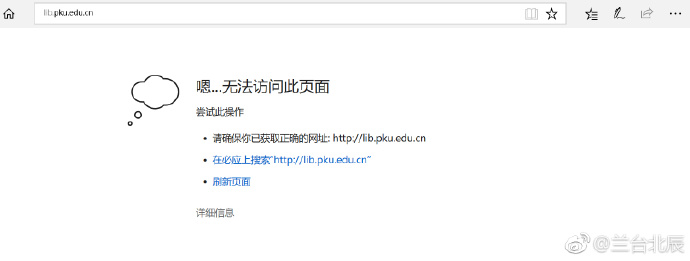 lib.pku.edu.cn
嗯...无法访问此页面
尝试此操作
• 请确保你已获取正确的网址: http://lib.pku.edu.cn
• 在必应上搜索"http://lib.pku.edu.cn"
• 刷新页面
详细信息
@兰台北辰